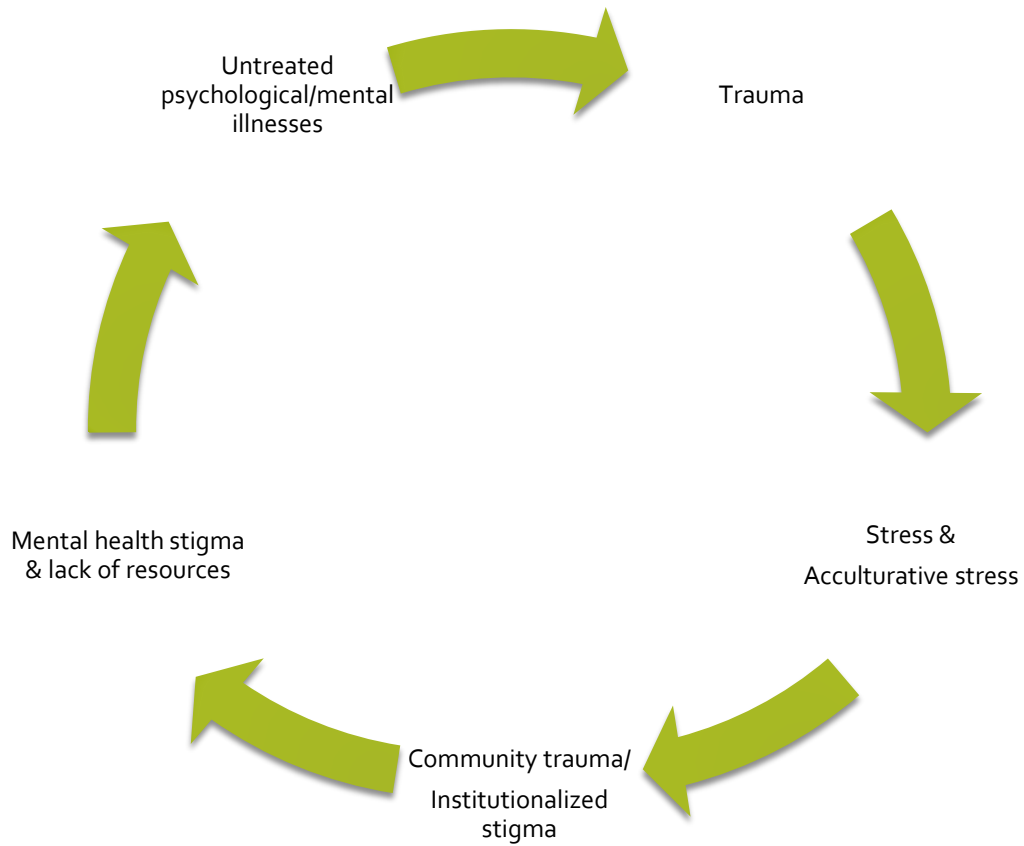 Untreated
psychological/mental
illnesses
Trauma
Stress &
Acculturative stress
Community trauma/
Institutionalized
stigma
Mental health stigma
& lack of resources